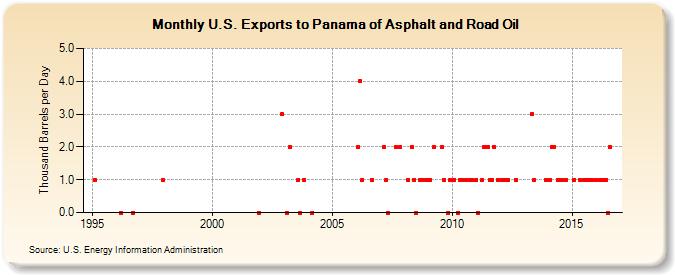 Monthly U.S. Exports to Panama of Asphalt and Road Oil
Thousand Barrels per Day
5.0
4.0
3.0
2.0
1.0
0.0
1995 2000 2005 2010 2015
Source: U.S. Energy Information Administration